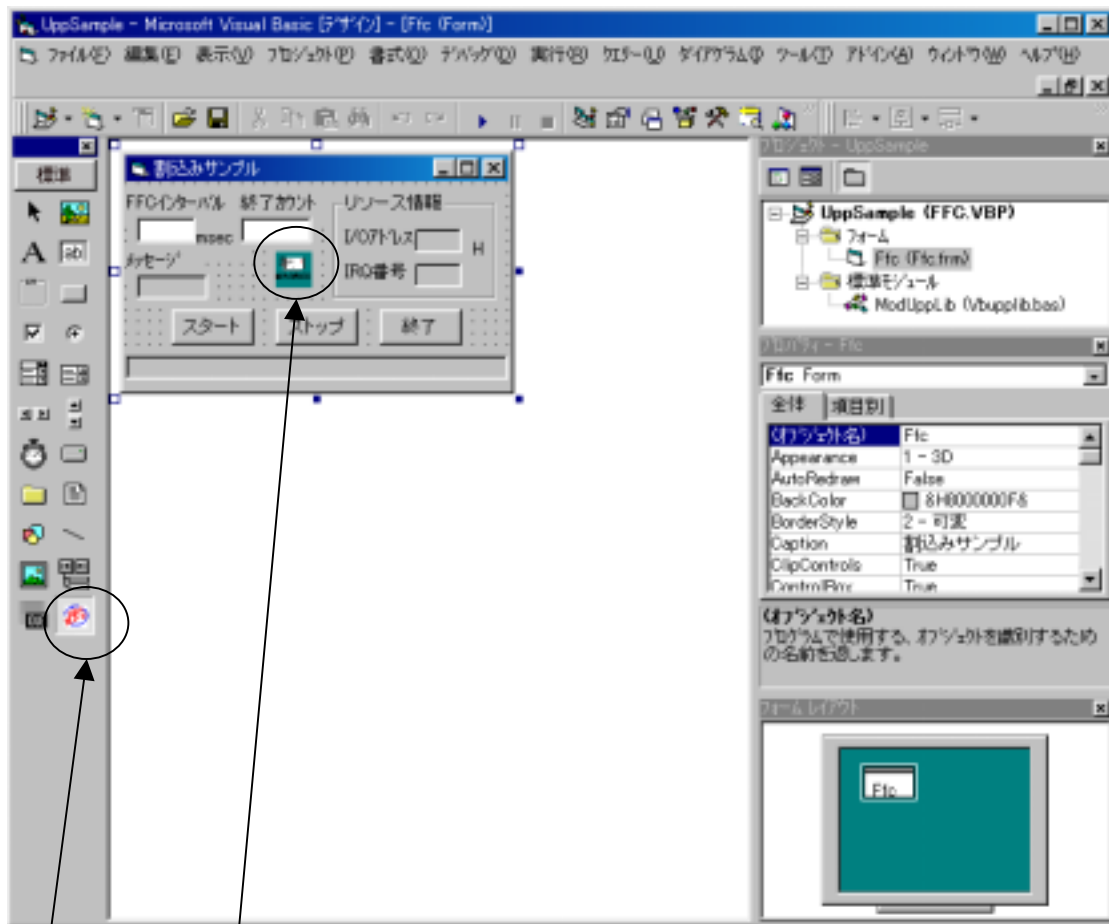 UppSample - Microsoft Visual Basic [デザイン] - [Ffc (Form)]
ファイル(F) 編集(E) 表示(V) プロジェクト(P) 書式(O) デバッグ(D) 実行(R) クエリー(U) ダイアグラム(I) ツール(T) アドイン(A) ウィンドウ(W) ヘルプ(H)
標準
A ab
割込みサンプル
FFCインターバル 終了カウント リソース情報
msec
I/Oアドレス H
メッセージ
IRQ番号
スタート ストップ 終了
プロジェクト - UppSample
UppSample (FFC.VBP)
フォーム
Ffc (Ffc.frm)
標準モジュール
ModUppLib (Vbupplib.bas)
プロパティ - Ffc
Ffc Form
全体 項目別
(オブジェクト名) Ffc
Appearance 1 - 3D
AutoRedraw False
BackColor &H8000000F&
BorderStyle 2 - 可変
Caption 割込みサンプル
ClipControls True
ControlBox True
(オブジェクト名)
プログラムで使用する、オブジェクトを識別するため
の名前を返します。
フォーム レイアウト
Ffc